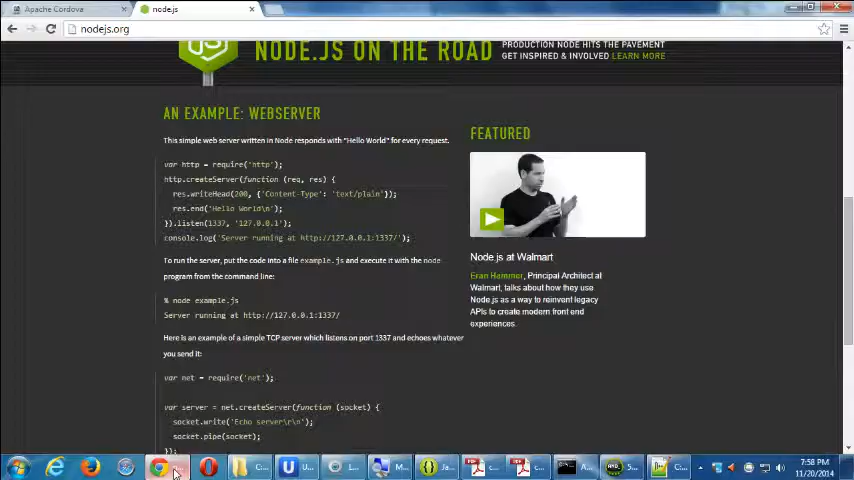 Apache Cordova
node.js
nodejs.org
JS
NODE.JS ON THE ROAD
PRODUCTION NODE HITS THE PAVEMENT
GET INSPIRED & INVOLVED LEARN MORE
AN EXAMPLE: WEBSERVER
This simple web server written in Node responds with "Hello World" for every request.
var http = require('http');
http.createServer(function (req, res) {
res.writeHead(200, {'Content-Type': 'text/plain'});
res.end('Hello World\n');
}).listen(1337, '127.0.0.1');
console.log('Server running at http://127.0.0.1:1337/');
To run the server, put the code into a file example.js and execute it with the node
program from the command line:
% node example.js
Server running at http://127.0.0.1:1337/
Here is an example of a simple TCP server which listens on port 1337 and echoes whatever
you send it:
var net = require('net');
var server = net.createServer(function (socket) {
socket.write('Echo server\r\n');
socket.pipe(socket);
});
FEATURED
Node.js at Walmart
Eran Hammer, Principal Architect at
Walmart, talks about how they use
Node.js as a way to reinvent legacy
APIs to create modern front end
experiences.
Ci...
U...
L...
M...
Js...
c...
c...
A...
S...
Ci...
7:58 PM
11/20/2014